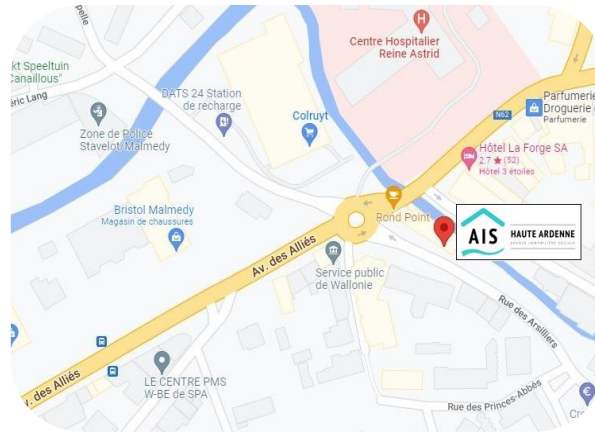 Centre Hospitalier
Reine Astrid
kt Speeltuin
Canaillous"
éric Lang
DATS 24 Station
de recharge
Colruyt
N62
Parfumerie
Droguerie
Parfumerie
Zone de Police
Stavelot/Malmedy
Hôtel La Forge SA
2.7 ★ (52)
Hôtel 3 étoiles
Bristol Malmedy
Magasin de chaussures
Rond Point
AIS
HAUTE ARDENNE
AGENCE IMMOBILIÈRE SOCIALE
Av. des Alliés
Service public
de Wallonie
Rue des Arsilliers
LE CENTRE PMS
W-BE de SPA
v. des Alliés
Rue des Princes-Abbés